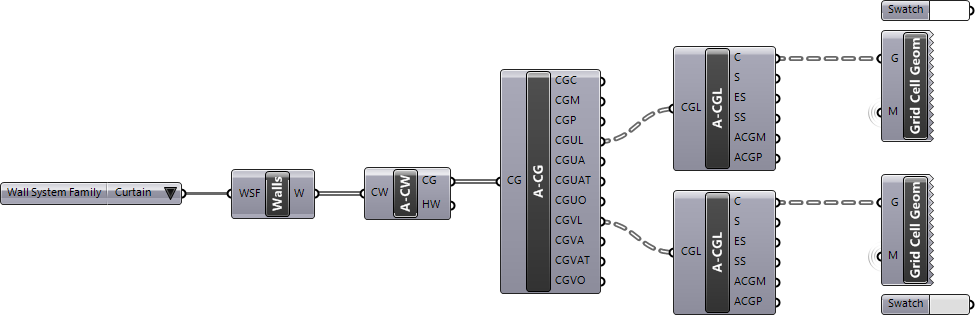 Swatch
Wall System Family Curtain
WSF Walls W
CW A-CW CG
HW
CG A-CG CGC
CGM
CGP
CGUL
CGUA
CGUAT
CGUO
CGVL
CGVA
CGVAT
CGVO
CGL A-CGL C
S
ES
SS
ACGM
ACGP
G Grid Cell Geom
M
CGL A-CGL C
S
ES
SS
ACGM
ACGP
G Grid Cell Geom
M
Swatch